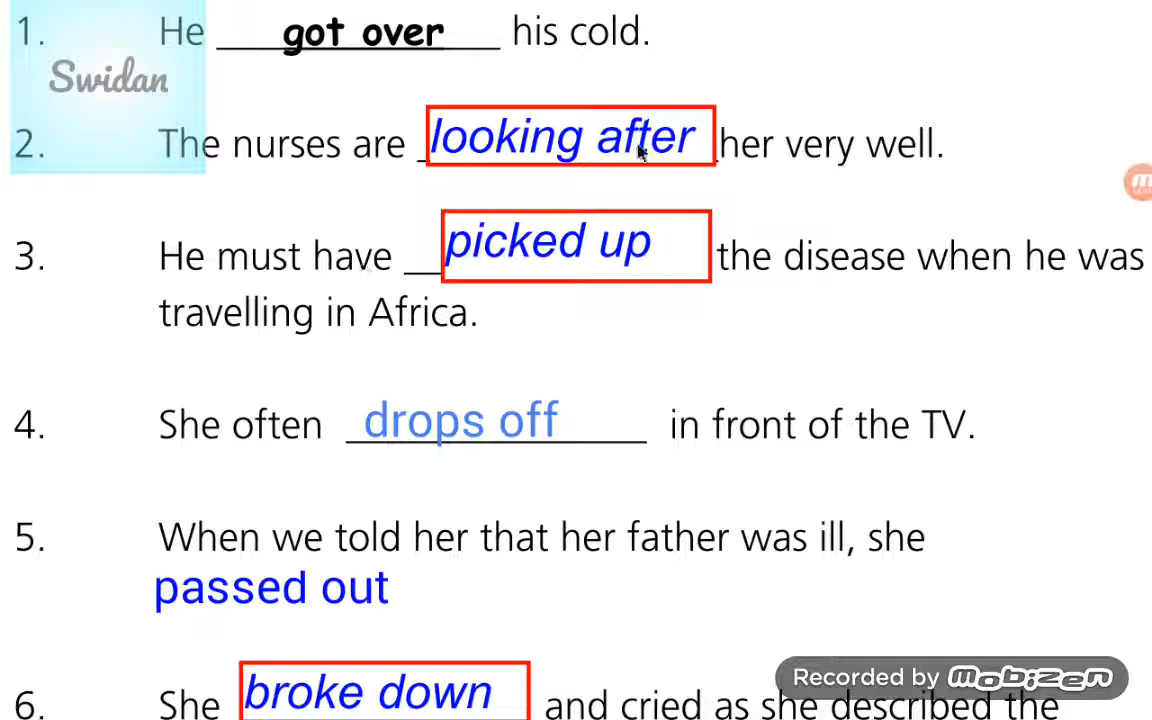 1. He got over his cold.
Swidan
2. The nurses are looking after her very well.
3. He must have picked up the disease when he was
travelling in Africa.
4. She often drops off in front of the TV.
5. When we told her that her father was ill, she
passed out
Recorded by mobizen
6. She broke down and cried as she described the